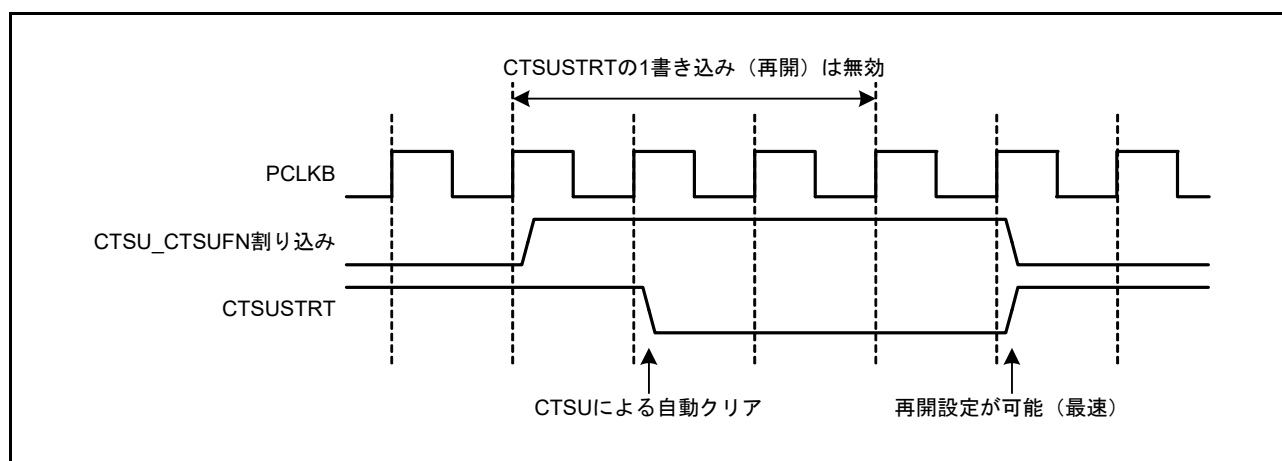 CTSUSTRTの1書き込み（再開）は無効
PCLKB
CTSU_CTSUFN割り込み
CTSUSTRT
CTSUによる自動クリア
再開設定が可能（最速）